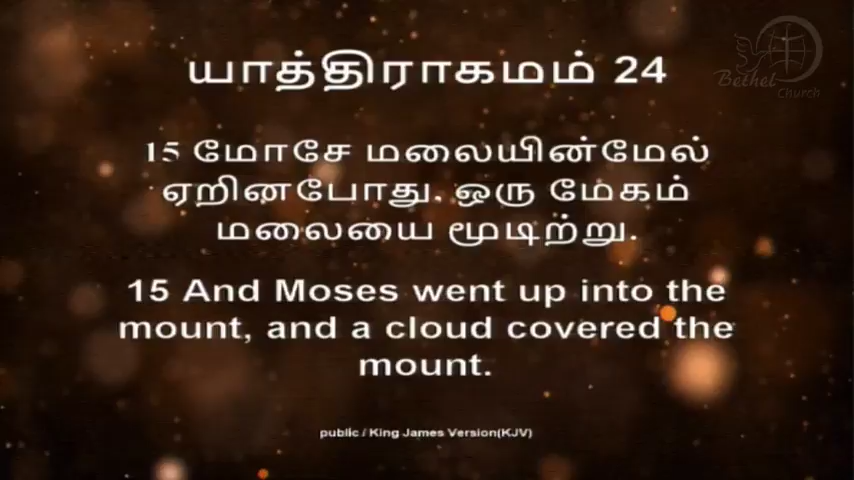 யாத்திராகமம் 24
Bethel
Church
15 மோசே மலையின்மேல்
ஏறினபோது, ஒரு மேகம்
மலையை மூடிற்று.
15 And Moses went up into the
mount, and a cloud covered the
mount.
public / King James Version(KJV)